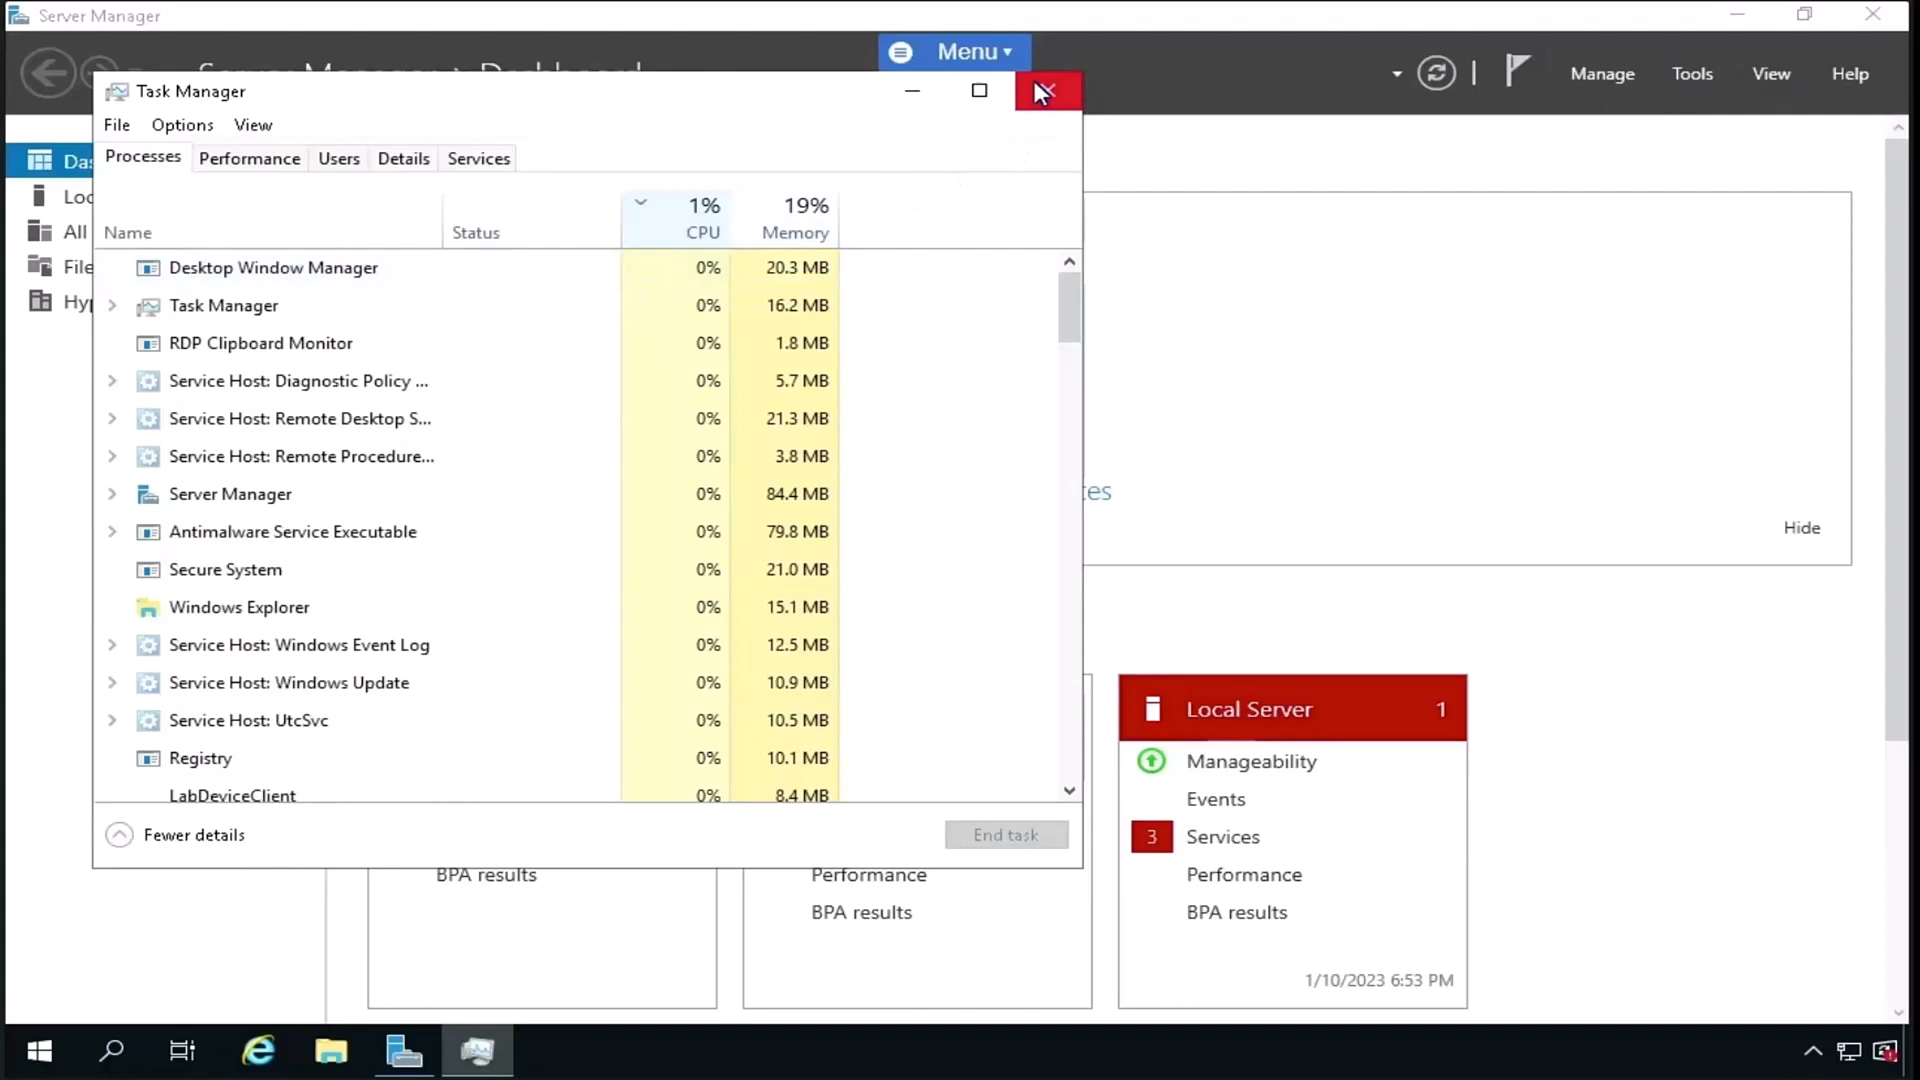 Server Manager
Menu
Manage
Tools
View
Help
Task Manager
File
Options
View
Processes
Performance
Users
Details
Services
1%
19%
Name
Status
CPU
Memory
Desktop Window Manager 0% 20.3 MB
Task Manager 0% 16.2 MB
RDP Clipboard Monitor 0% 1.8 MB
Service Host: Diagnostic Policy ... 0% 5.7 MB
Service Host: Remote Desktop S... 0% 21.3 MB
Service Host: Remote Procedure... 0% 3.8 MB
Server Manager 0% 84.4 MB
Antimalware Service Executable 0% 79.8 MB
Secure System 0% 21.0 MB
Windows Explorer 0% 15.1 MB
Service Host: Windows Event Log 0% 12.5 MB
Service Host: Windows Update 0% 10.9 MB
Service Host: UtcSvc 0% 10.5 MB
Registry 0% 10.1 MB
LabDeviceClient 0% 8.4 MB
Fewer details
End task
All
Hide
BPA results
Performance
BPA results
Local Server 1
Manageability
Events
3 Services
Performance
BPA results
1/10/2023 6:53 PM